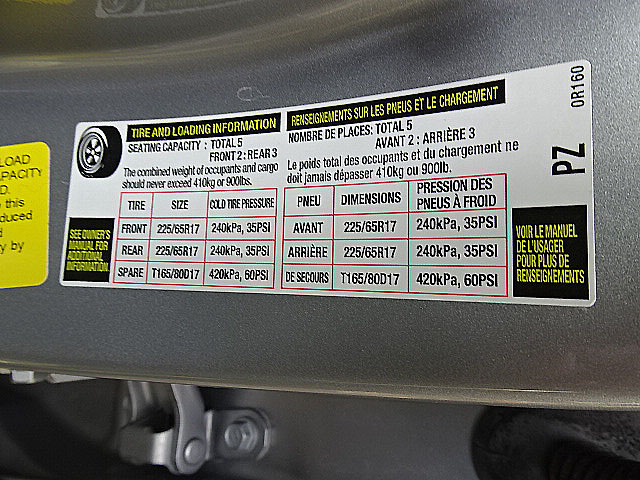 LOAD
CAPACITY
this
reduced
by
TIRE AND LOADING INFORMATION
SEATING CAPACITY : TOTAL 5
FRONT 2 : REAR 3
The combined weight of occupants and cargo
should never exceed 410kg or 900lbs.
SEE OWNER'S
MANUAL FOR
ADDITIONAL
INFORMATION
TIRE SIZE COLD TIRE PRESSURE
FRONT 225/65R17 240kPa, 35PSI
REAR 225/65R17 240kPa, 35PSI
SPARE T165/80D17 420kPa, 60PSI
RENSEIGNEMENTS SUR LES PNEUS ET LE CHARGEMENT
NOMBRE DE PLACES: TOTAL 5
AVANT 2 : ARRIÈRE 3
Le poids total des occupants et du chargement ne
doit jamais dépasser 410kg ou 900lb.
PNEU DIMENSIONS PRESSION DES
PNEUS À FROID
AVANT 225/65R17 240kPa, 35PSI
ARRIÈRE 225/65R17 240kPa, 35PSI
DE SECOURS T165/80D17 420kPa, 60PSI
VOIR LE MANUEL
DE L'USAGER
POUR PLUS DE
RENSEIGNEMENTS
0R160
PZ